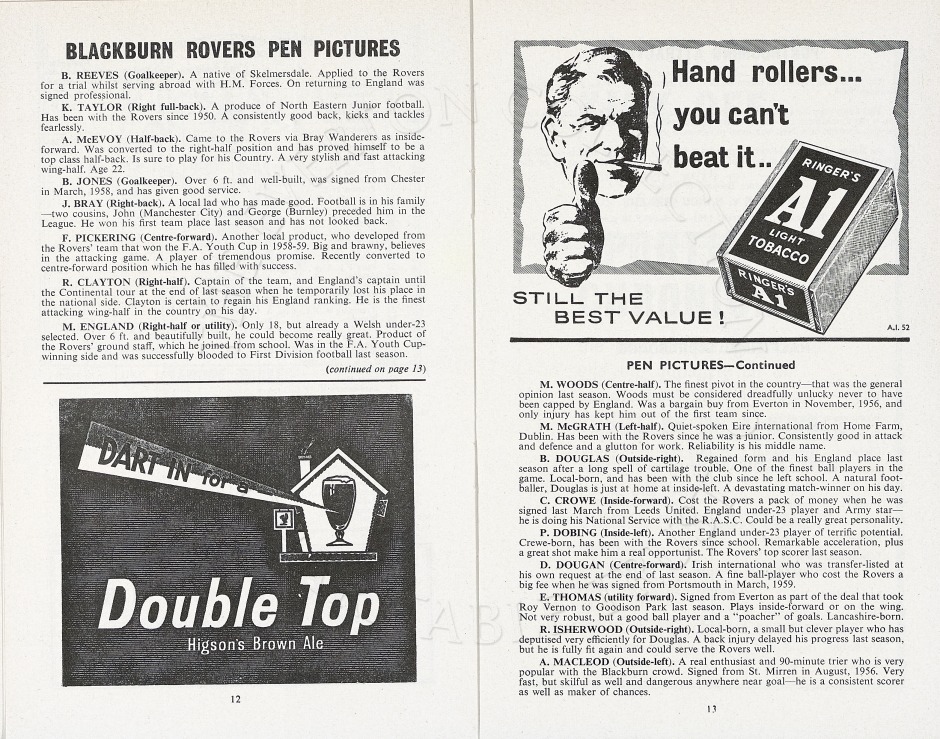 BLACKBURN ROVERS PEN PICTURES
B. REEVES (Goalkeeper). A native of Skelmersdale. Applied to the Rovers
for a trial whilst serving abroad with H.M. Forces. On returning to England was
signed professional.
K. TAYLOR (Right full-back). A produce of North Eastern Junior football.
Has been with the Rovers since 1950. A consistently good back, kicks and tackles
fearlessly.
A. McEVOY (Half-back). Came to the Rovers via Bray Wanderers as inside-
forward. Was converted to the right-half position and has proved himself to be a
top class half-back. Is sure to play for his Country. A very stylish and fast attacking
wing-half. Age 22.
B. JONES (Goalkeeper). Over 6 ft. and well-built, was signed from Chester
in March, 1958, and has given good service.
J. BRAY (Right-back). A local lad who has made good. Football is in his family
—two cousins, John (Manchester City) and George (Burnley) preceded him in the
League. He won his first team place last season and has not looked back.
F. PICKERING (Centre-forward). Another local product, who developed from
the Rovers' team that won the F.A. Youth Cup in 1958-59. Big and brawny, believes
in the attacking game. A player of tremendous promise. Recently converted to
centre-forward position which he has filled with success.
R. CLAYTON (Right-half). Captain of the team, and England's captain until
the Continental tour at the end of last season when he temporarily lost his place in
the national side. Clayton is certain to regain his England ranking. He is the finest
attacking wing-half in the country on his day.
M. ENGLAND (Right-half or utility). Only 18, but already a Welsh under-23
selected. Over 6 ft. and beautifully built, he could become really great. Product of
the Rovers' ground staff, which he joined from school. Was in the F.A. Youth Cup-
winning side and was successfully blooded to First Division football last season.
(continued on page 13)
DART IN for a
Double Top
Higson's Brown Ale
12
Hand rollers...
you can't
beat it..
RINGER'S
A1
LIGHT
TOBACCO
RINGER'S
A1
STILL THE
BEST VALUE!
A.I. 52
PEN PICTURES—Continued
M. WOODS (Centre-half). The finest pivot in the country—that was the general
opinion last season. Woods must be considered dreadfully unlucky never to have
been capped by England. Was a bargain buy from Everton in November, 1956, and
only injury has kept him out of the first team since.
M. McGRATH (Left-half). Quiet-spoken Eire international from Home Farm,
Dublin. Has been with the Rovers since he was a junior. Consistently good in attack
and defence and a glutton for work. Reliability is his middle name.
B. DOUGLAS (Outside-right). Regained form and his England place last
season after a long spell of cartilage trouble. One of the finest ball players in the
game. Local-born, and has been with the club since he left school. A natural foot-
baller, Douglas is just at home at inside-left. A devastating match-winner on his day.
C. CROWE (Inside-forward). Cost the Rovers a pack of money when he was
signed last March from Leeds United. England under-23 player and Army star—
he is doing his National Service with the R.A.S.C. Could be a really great personality.
P. DOBING (Inside-left). Another England under-23 player of terrific potential.
Crewe-born, has been with the Rovers since school. Remarkable acceleration, plus
a great shot make him a real opportunist. The Rovers' top scorer last season.
D. DOUGAN (Centre-forward). Irish international who was transfer-listed at
his own request at the end of last season. A fine ball-player who cost the Rovers a
big fee when he was signed from Portsmouth in March, 1959.
E. THOMAS (utility forward). Signed from Everton as part of the deal that took
Roy Vernon to Goodison Park last season. Plays inside-forward or on the wing.
Not very robust, but a good ball player and a "poacher" of goals. Lancashire-born.
R. ISHERWOOD (Outside-right). Local-born, a small but clever player who has
deputised very efficiently for Douglas. A back injury delayed his progress last season,
but he is fully fit again and could serve the Rovers well.
A. MACLEOD (Outside-left). A real enthusiast and 90-minute trier who is very
popular with the Blackburn crowd. Signed from St. Mirren in August, 1956. Very
fast, but skilful as well and dangerous anywhere near goal—he is a consistent scorer
as well as maker of chances.
13